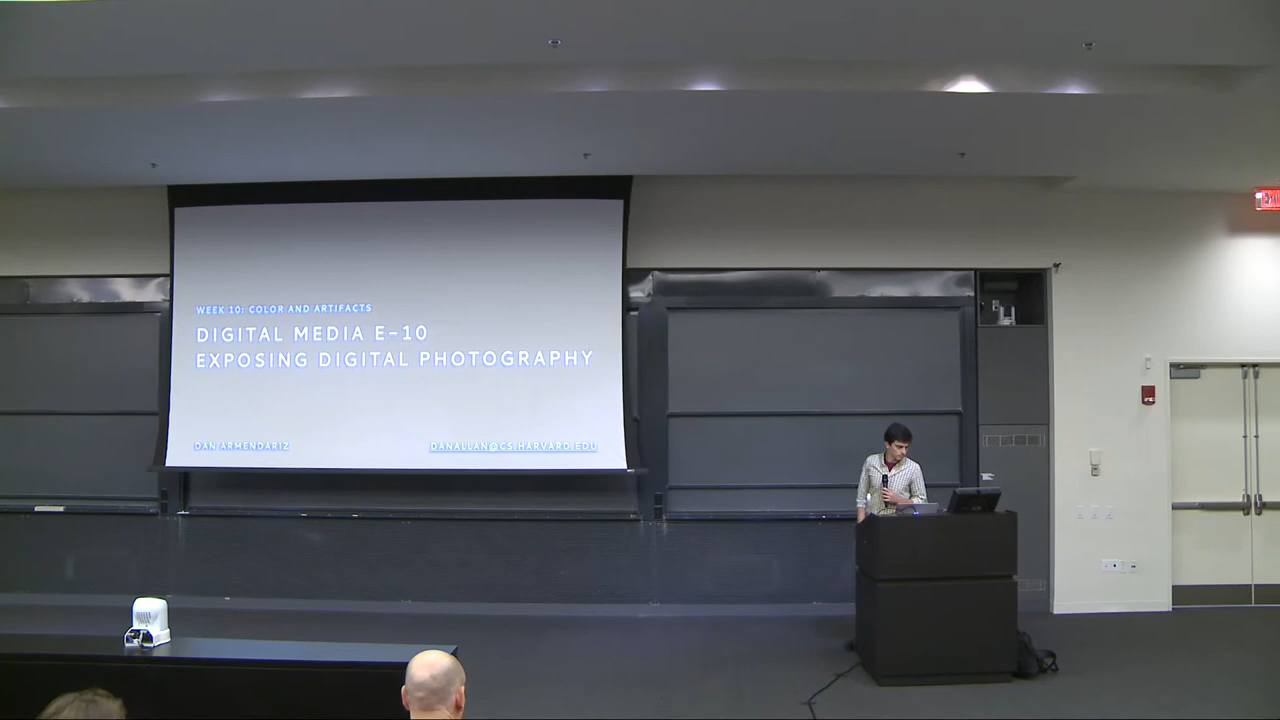 WEEK 10: COLOR AND ARTIFACTS
DIGITAL MEDIA E-10
EXPOSING DIGITAL PHOTOGRAPHY
DAN ARMENDARIZ
DANALLAN@CS.HARVARD.EDU